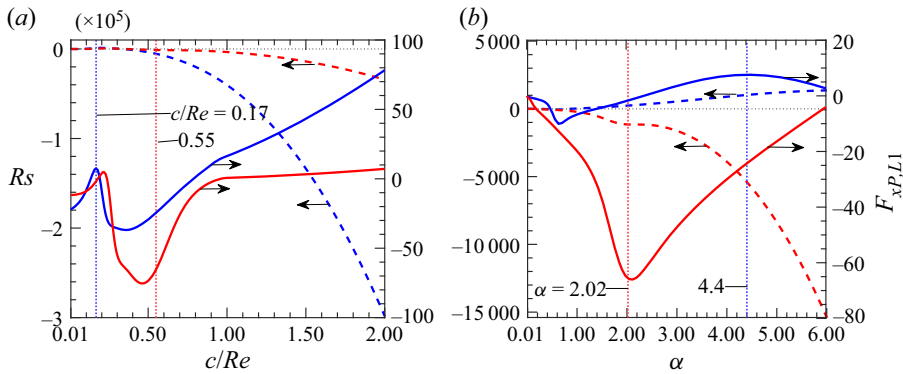 (a)
(×10⁵)
0
−1
−2
−3
Rs
100
50
0
−50
−100
c/Re = 0.17
0.55
0.01 0.50 1.00 1.50 2.00
c/Re
(b)
5 000
0
−5 000
−10 000
−15 000
20
0
−20
−40
−60
−80
F_{xP,L1}
α = 2.02
4.4
0.01 1.00 2.00 3.00 4.00 5.00 6.00
α